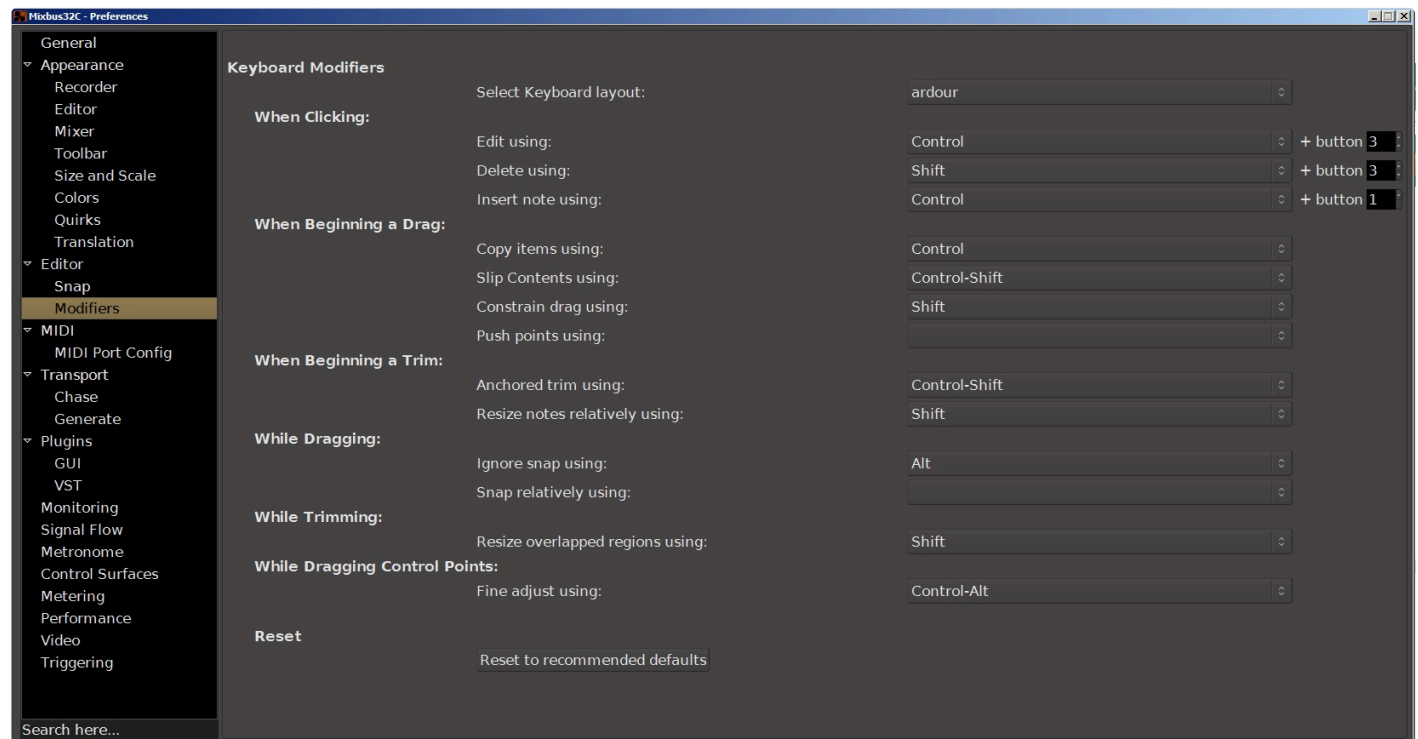 Mixbus32C - Preferences
General
Appearance
Recorder
Editor
Mixer
Toolbar
Size and Scale
Colors
Quirks
Translation
Editor
Snap
Modifiers
MIDI
MIDI Port Config
Transport
Chase
Generate
Plugins
GUI
VST
Monitoring
Signal Flow
Metronome
Control Surfaces
Metering
Performance
Video
Triggering
Search here...
Keyboard Modifiers
Select Keyboard layout: ardour
When Clicking:
Edit using: Control + button 3
Delete using: Shift + button 3
Insert note using: Control + button 1
When Beginning a Drag:
Copy items using: Control
Slip Contents using: Control-Shift
Constrain drag using: Shift
Push points using:
When Beginning a Trim:
Anchored trim using: Control-Shift
Resize notes relatively using: Shift
While Dragging:
Ignore snap using: Alt
Snap relatively using:
While Trimming:
Resize overlapped regions using: Shift
While Dragging Control Points:
Fine adjust using: Control-Alt
Reset
Reset to recommended defaults